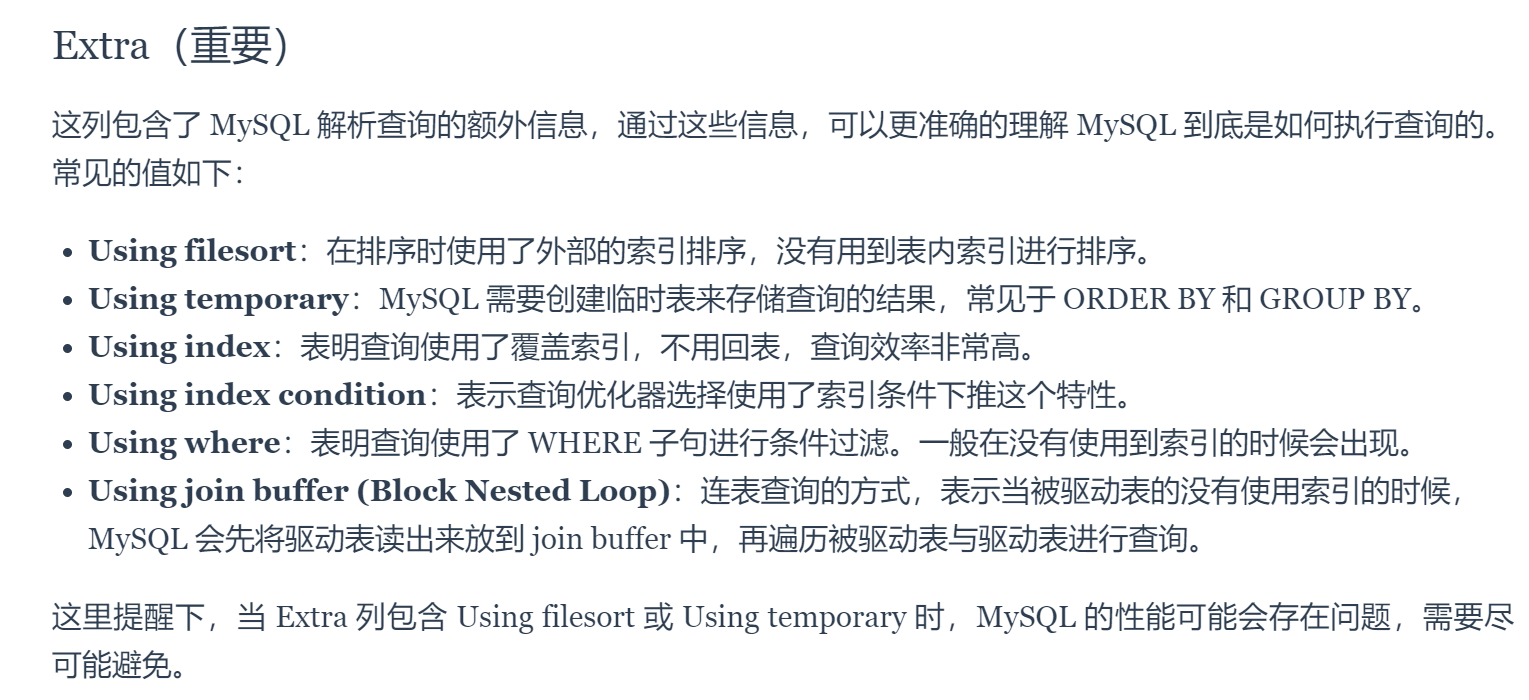 Extra（重要）
这列包含了 MySQL 解析查询的额外信息，通过这些信息，可以更准确的理解 MySQL 到底是如何执行查询的。
常见的值如下：
• Using filesort：在排序时使用了外部的索引排序，没有用到表内索引进行排序。
• Using temporary：MySQL 需要创建临时表来存储查询的结果，常见于 ORDER BY 和 GROUP BY。
• Using index：表明查询使用了覆盖索引，不用回表，查询效率非常高。
• Using index condition：表示查询优化器选择使用了索引条件下推这个特性。
• Using where：表明查询使用了 WHERE 子句进行条件过滤。一般在没有使用到索引的时候会出现。
• Using join buffer (Block Nested Loop)：连表查询的方式，表示当被驱动表的没有使用索引的时候，
MySQL 会先将驱动表读出来放到 join buffer 中，再遍历被驱动表与驱动表进行查询。
这里提醒下，当 Extra 列包含 Using filesort 或 Using temporary 时，MySQL 的性能可能会存在问题，需要尽
可能避免。